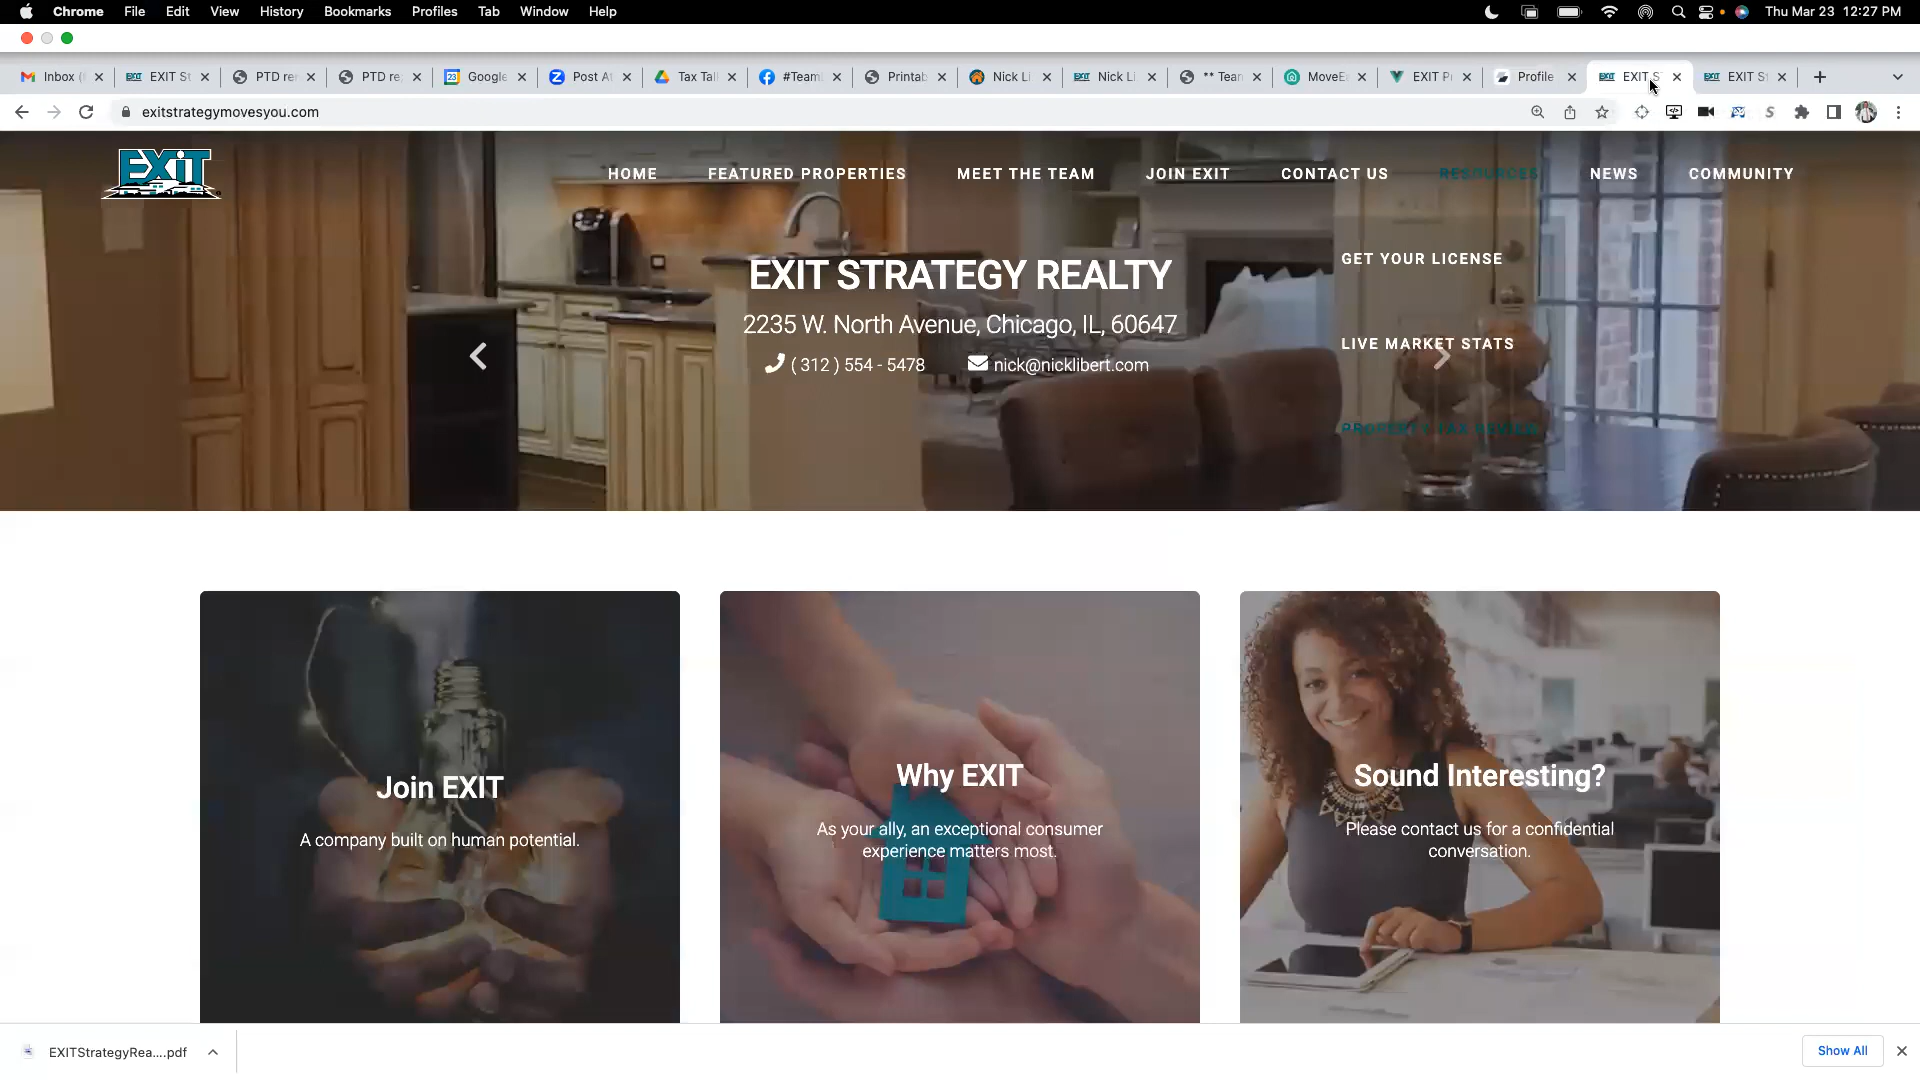 Chrome File Edit View History Bookmarks Profiles Tab Window Help Thu Mar 23 12:27 PM
Inbox ( EXIT St PTD re PTD re Google Post At Tax Tal #Team Printab Nick Li Nick Li ** Tean MoveE EXIT P Profile EXIT S EXIT St
exitstrategymovesyou.com
EXIT HOME FEATURED PROPERTIES MEET THE TEAM JOIN EXIT CONTACT US RESOURCES NEWS COMMUNITY
GET YOUR LICENSE
LIVE MARKET STATS
PROPERTY TAX REVIEW
EXIT STRATEGY REALTY
2235 W. North Avenue, Chicago, IL, 60647
( 312 ) 554 - 5478 nick@nicklibert.com
Join EXIT
A company built on human potential.
Why EXIT
As your ally, an exceptional consumer
experience matters most.
Sound Interesting?
Please contact us for a confidential
conversation.
EXITStrategyRea....pdf Show All